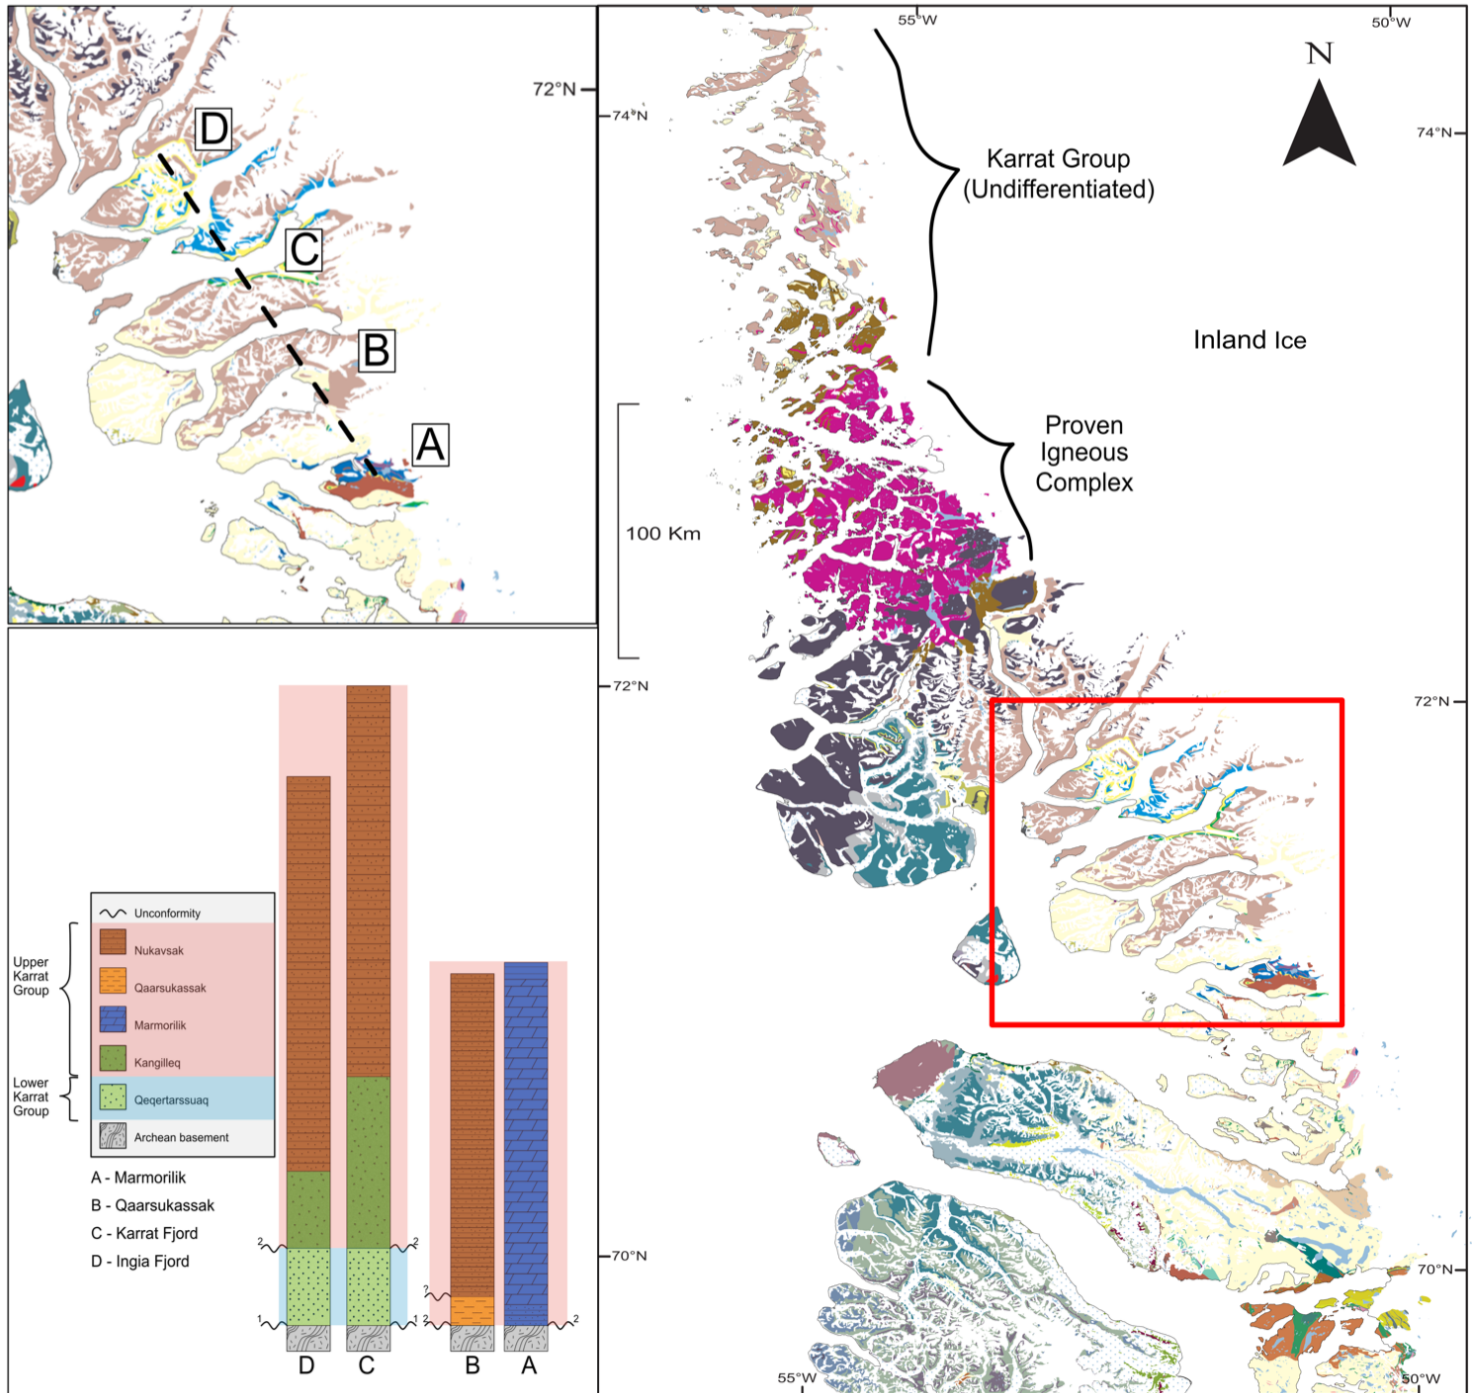 72°N
D
C
B
A
55°W
50°W
N
74°N
74°N
Karrat Group
(Undifferentiated)
Inland Ice
Proven
Igneous
Complex
100 Km
72°N
72°N
70°N
70°N
55°W
50°W
Unconformity
Upper
Karrat
Group
Nukavsak
Qaarsukassak
Marmorilik
Kangilleq
Lower
Karrat
Group
Qeqertarssuaq
Archean basement
A - Marmorilik
B - Qaarsukassak
C - Karrat Fjord
D - Ingia Fjord
2
2
?
1
1
2
2
D
C
B
A